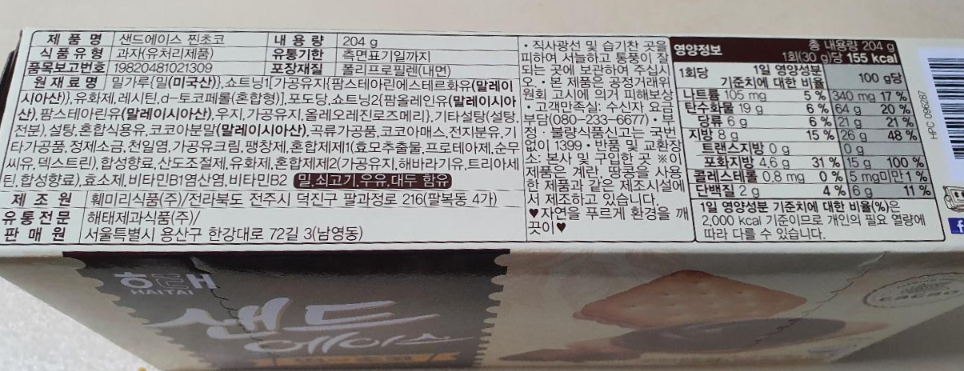 제 품 명 샌드에이스 찐초코 내 용 량 204 g
식 품 유 형 과자(유처리제품) 유통기한 측면표기일까지
품목보고번호 19820481021309 포장재질 폴리프로필렌(내면)
원 재 료 명 밀가루{밀(미국산)}, 쇼트닝1[가공유지{팜스테아린에스테르화유(말레이
시아산)}, 유화제, 레시틴, d-토코페롤(혼합형)], 포도당, 쇼트닝2{팜올레인유(말레이시아
산), 팜스테아린유(말레이시아산), 우지, 가공유지, 올레오레진로즈메리}, 기타설탕(설탕,
전분), 설탕, 혼합식용유, 코코아분말(말레이시아산), 곡류가공품, 코코아매스, 전지분유, 기
타가공품, 정제소금, 천일염, 가공유크림, 팽창제, 혼합제제1(효모추출물, 프로테아제, 순무
씨유, 덱스트린), 합성향료, 산도조절제, 유화제, 혼합제제2(가공유지, 해바라기유, 트리아세
틴, 합성향료), 효소제, 비타민B1염산염, 비타민B2 밀, 쇠고기, 우유, 대두 함유
제 조 원 훼미리식품(주)/전라북도 전주시 덕진구 팔과정로 216(팔복동 4가)
유통전문 해태제과식품(주)/
판 매 원 서울특별시 용산구 한강대로 72길 3(남영동)
• 직사광선 및 습기찬 곳을
피하여 서늘하고 통풍이 잘
되는 곳에 보관하여 주십시
오 • 본 제품은 공정거래위
원회 고시에 의거 피해보상
• 고객만족실: 수신자 요금
부담(080-233-6677) • 부
정 · 불량식품신고는 국번
없이 1399 • 반품 및 교환장
소: 본사 및 구입한 곳 ※이
제품은 계란, 땅콩을 사용
한 제품과 같은 제조시설에
서 제조하고 있습니다.
♥자연을 푸르게 환경을 깨
끗이♥
영양정보 총 내용량 204 g
1회(30 g)당 155 kcal
1회당 1일 영양성분 기준치에 대한 비율 100 g당
나트륨 105 mg 5 % 340 mg 17 %
탄수화물 19 g 6 % 64 g 20 %
당류 6 g 6 % 21 g 21 %
지방 8 g 15 % 26 g 48 %
트랜스지방 0 g 0 g
포화지방 4.6 g 31 % 15 g 100 %
콜레스테롤 0.8 mg 0 % 5 mg미만 1 %
단백질 2 g 4 % 6 g 11 %
1일 영양성분 기준치에 대한 비율(%)은
2,000 kcal 기준이므로 개인의 필요 열량에
따라 다를 수 있습니다.
해태
HAITAI
샌드
에이스
CACAO